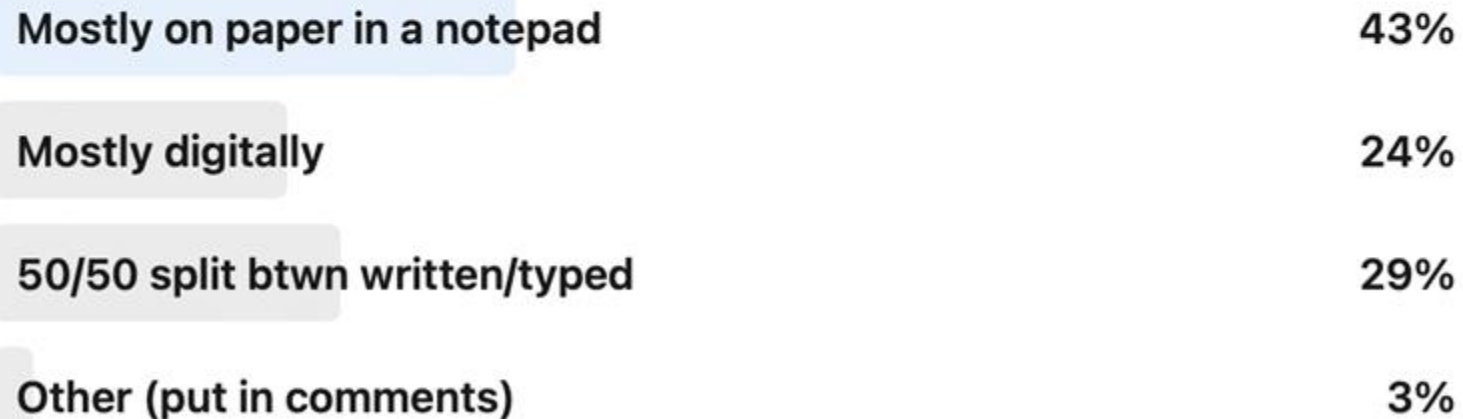 Mostly on paper in a notepad 43%
Mostly digitally 24%
50/50 split btwn written/typed 29%
Other (put in comments) 3%